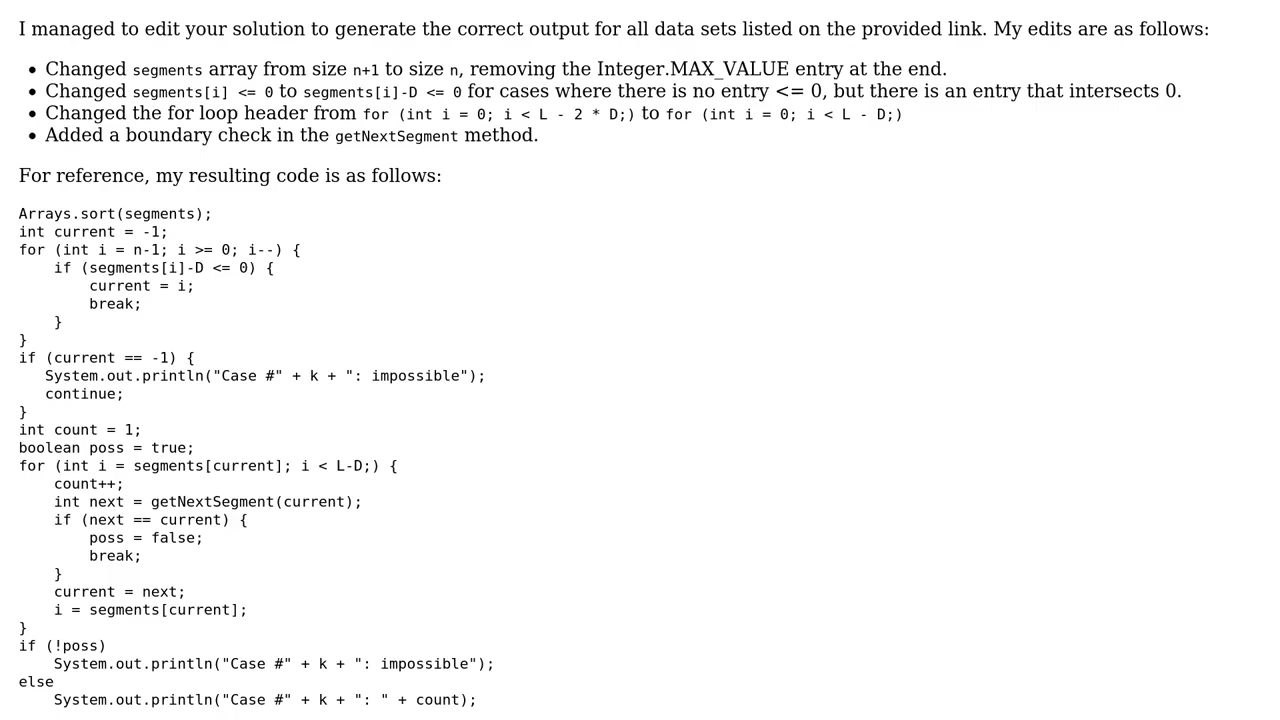 I managed to edit your solution to generate the correct output for all data sets listed on the provided link. My edits are as follows:
• Changed segments array from size n+1 to size n, removing the Integer.MAX_VALUE entry at the end.
• Changed segments[i] <= 0 to segments[i]-D <= 0 for cases where there is no entry <= 0, but there is an entry that intersects 0.
• Changed the for loop header from for (int i = 0; i < L - 2 * D;) to for (int i = 0; i < L - D;)
• Added a boundary check in the getNextSegment method.
For reference, my resulting code is as follows:
Arrays.sort(segments);
int current = -1;
for (int i = n-1; i >= 0; i--) {
    if (segments[i]-D <= 0) {
        current = i;
        break;
    }
}
if (current == -1) {
   System.out.println("Case #" + k + ": impossible");
   continue;
}
int count = 1;
boolean poss = true;
for (int i = segments[current]; i < L-D;) {
    count++;
    int next = getNextSegment(current);
    if (next == current) {
        poss = false;
        break;
    }
    current = next;
    i = segments[current];
}
if (!poss)
    System.out.println("Case #" + k + ": impossible");
else
    System.out.println("Case #" + k + ": " + count);